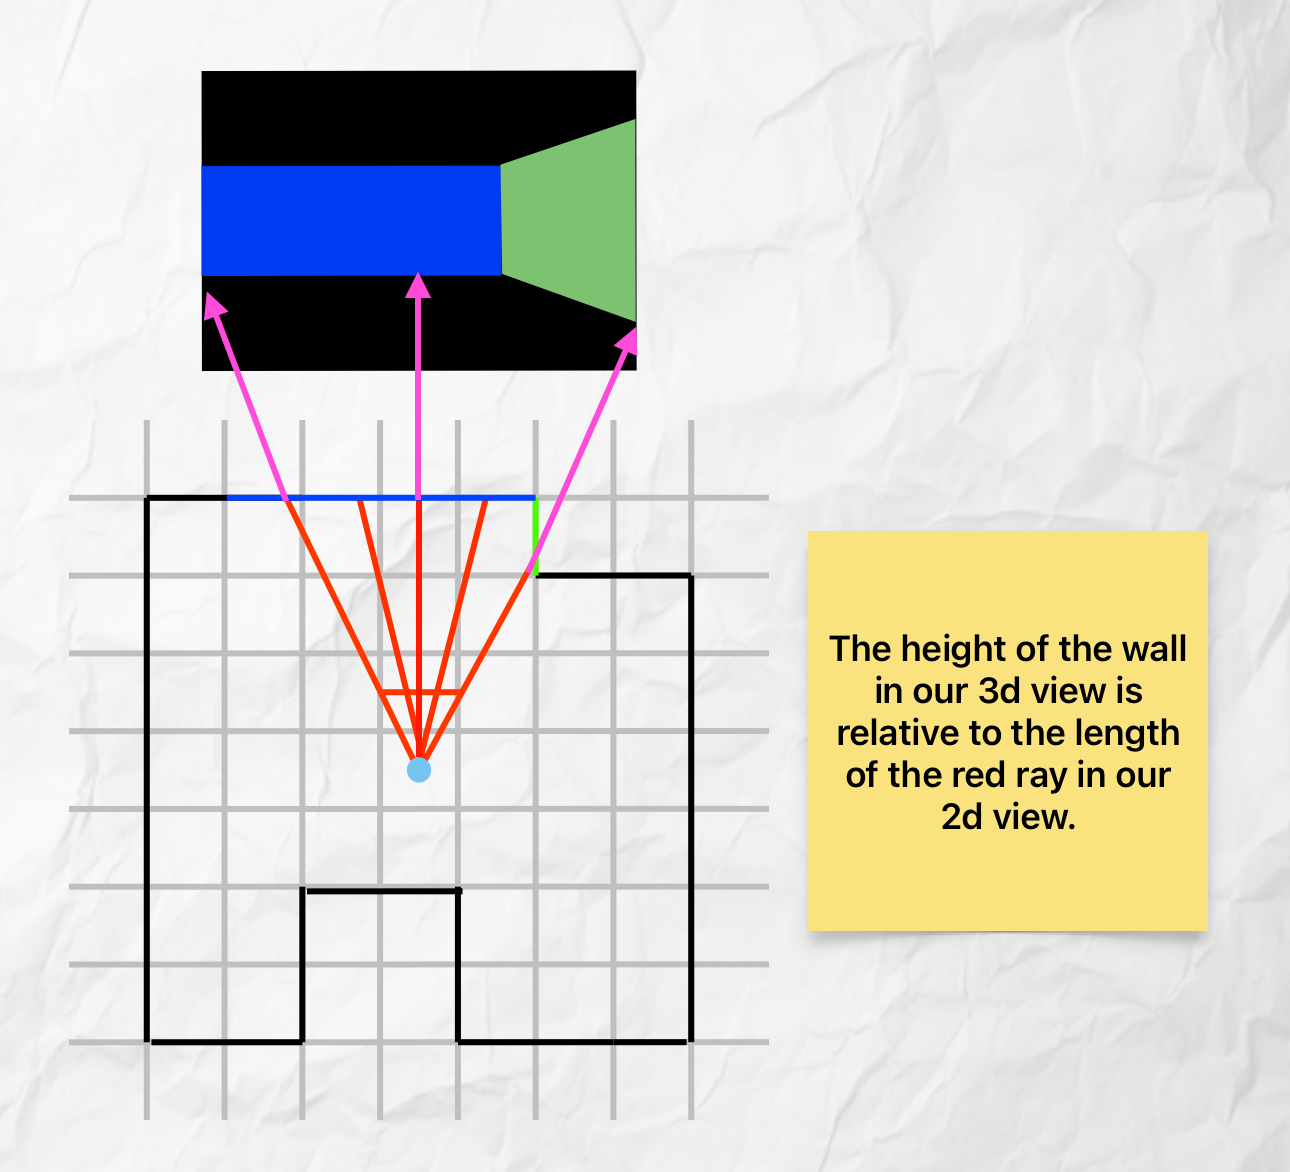 The height of the wall
in our 3d view is
relative to the length
of the red ray in our
2d view.